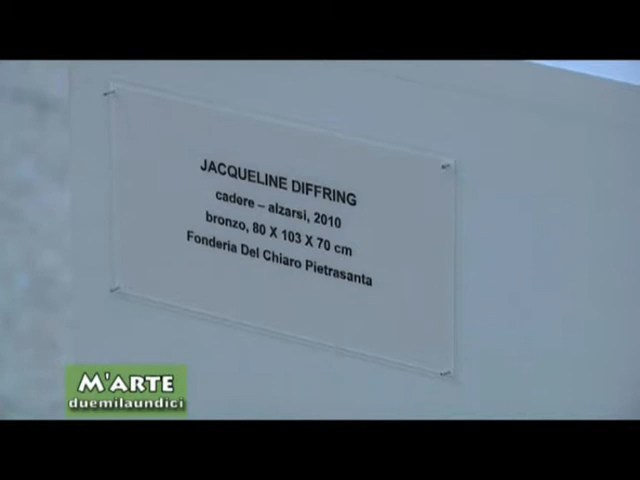 JACQUELINE DIFFRING
cadere – alzarsi, 2010
bronzo, 80 X 103 X 70 cm
Fonderia Del Chiaro Pietrasanta
M'ARTE
duemilaundici